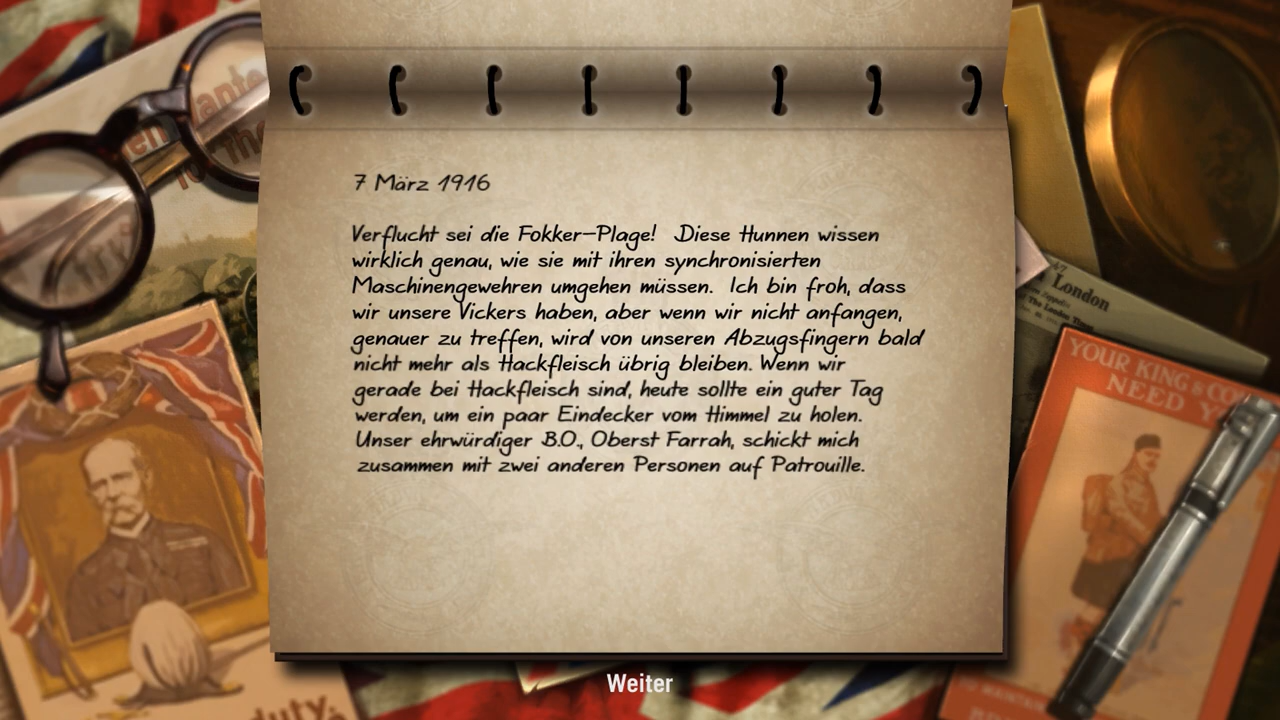 7 März 1916
Verflucht sei die Fokker-Plage! Diese Hunnen wissen
wirklich genau, wie sie mit ihren synchronisierten
Maschinengewehren umgehen müssen. Ich bin froh, dass
wir unsere Vickers haben, aber wenn wir nicht anfangen,
genauer zu treffen, wird von unseren Abzugsfingern bald
nicht mehr als Hackfleisch übrig bleiben. Wenn wir
gerade bei Hackfleisch sind, heute sollte ein guter Tag
werden, um ein paar Eindecker vom Himmel zu holen.
Unser ehrwürdiger B.O., Oberst Farrah, schickt mich
zusammen mit zwei anderen Personen auf Patrouille.
London
YOUR KING &
NEED
duty.
Weiter